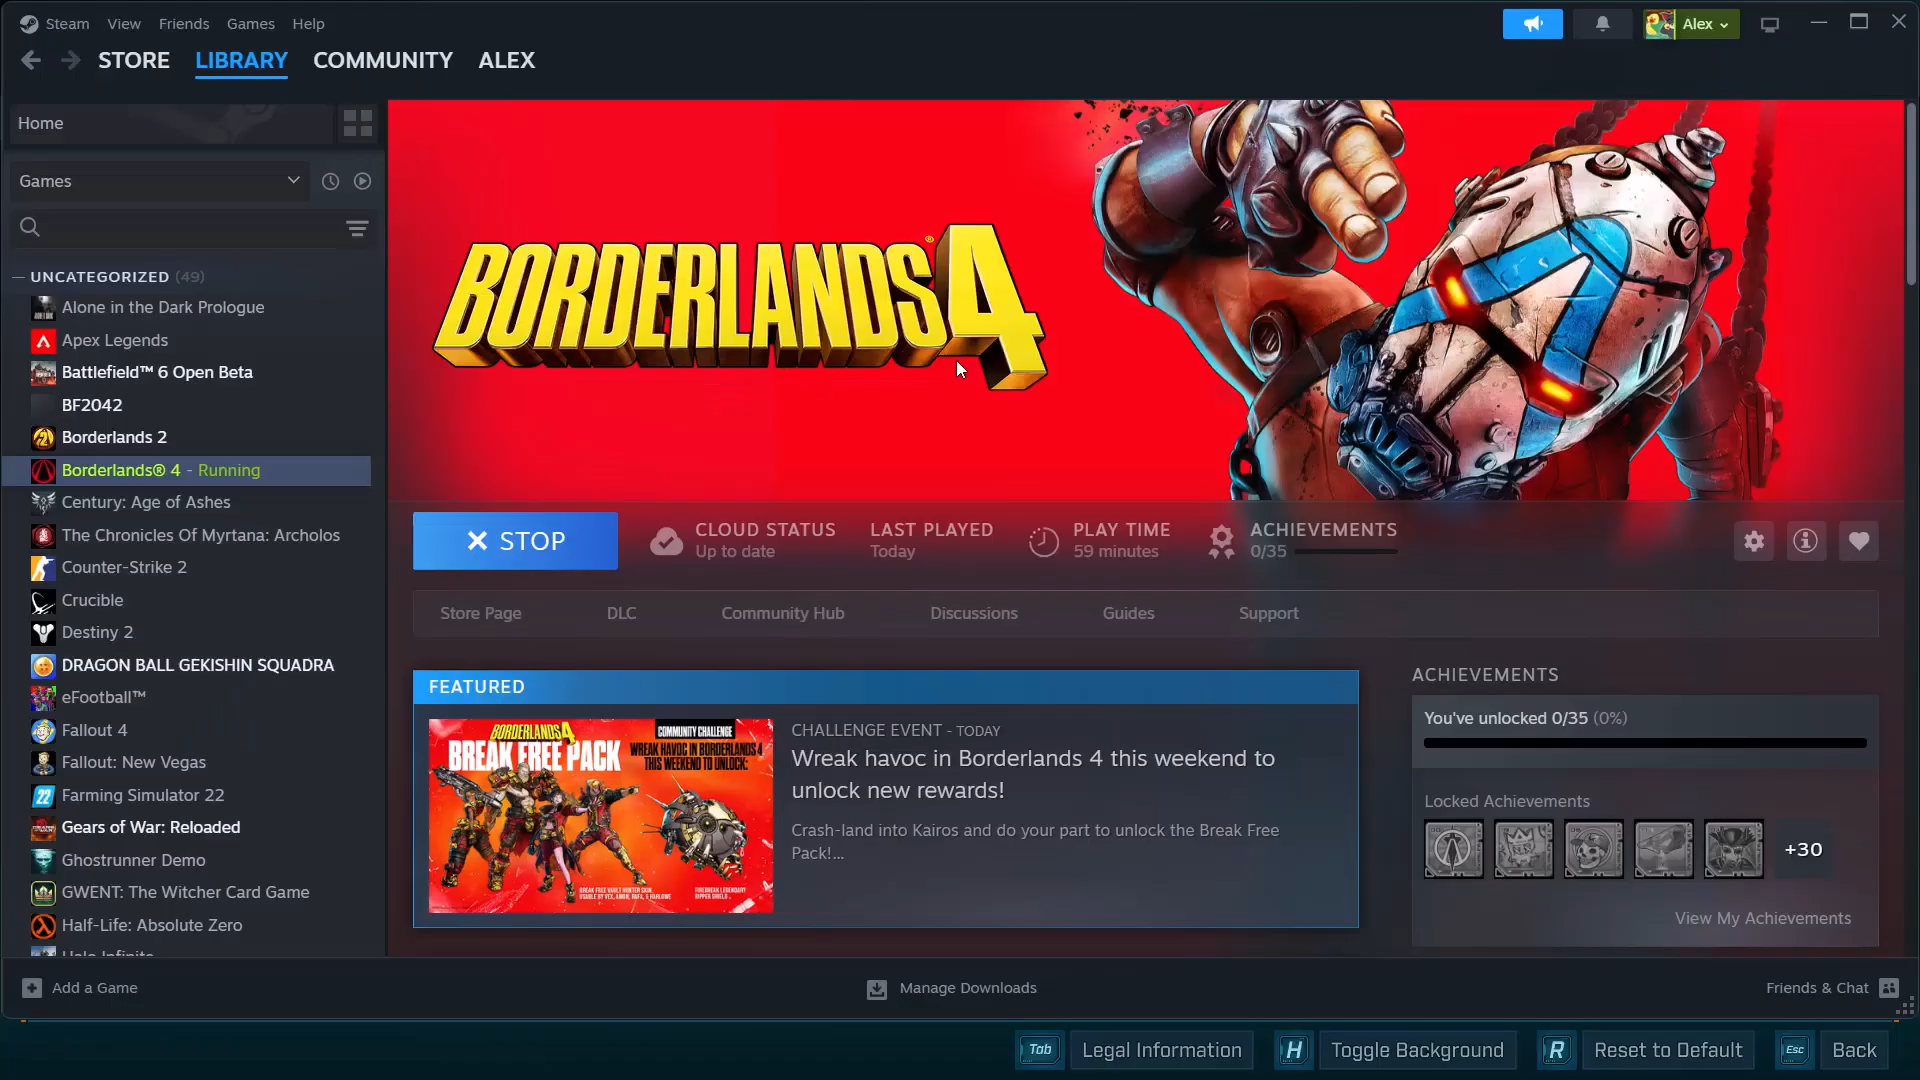 Steam View Friends Games Help
Alex
STORE LIBRARY COMMUNITY ALEX
Home
Games
— UNCATEGORIZED (49)
Alone in the Dark Prologue
Apex Legends
Battlefield™ 6 Open Beta
BF2042
Borderlands 2
Borderlands® 4 - Running
Century: Age of Ashes
The Chronicles Of Myrtana: Archolos
Counter-Strike 2
Crucible
Destiny 2
DRAGON BALL GEKISHIN SQUADRA
eFootball™
Fallout 4
Fallout: New Vegas
Farming Simulator 22
Gears of War: Reloaded
Ghostrunner Demo
GWENT: The Witcher Card Game
Half-Life: Absolute Zero
Halo Infinite
BORDERLANDS® 4
STOP
CLOUD STATUS
Up to date
LAST PLAYED
Today
PLAY TIME
59 minutes
ACHIEVEMENTS
0/35
Store Page DLC Community Hub Discussions Guides Support
FEATURED
BORDERLANDS 4
BREAK FREE PACK
COMMUNITY CHALLENGE
WREAK HAVOC IN BORDERLANDS 4
THIS WEEKEND TO UNLOCK:
CHALLENGE EVENT - TODAY
Wreak havoc in Borderlands 4 this weekend to
unlock new rewards!
Crash-land into Kairos and do your part to unlock the Break Free
Pack!...
ACHIEVEMENTS
You've unlocked 0/35 (0%)
Locked Achievements
+30
View My Achievements
Add a Game
Manage Downloads
Friends & Chat
Tab Legal Information H Toggle Background R Reset to Default Esc Back